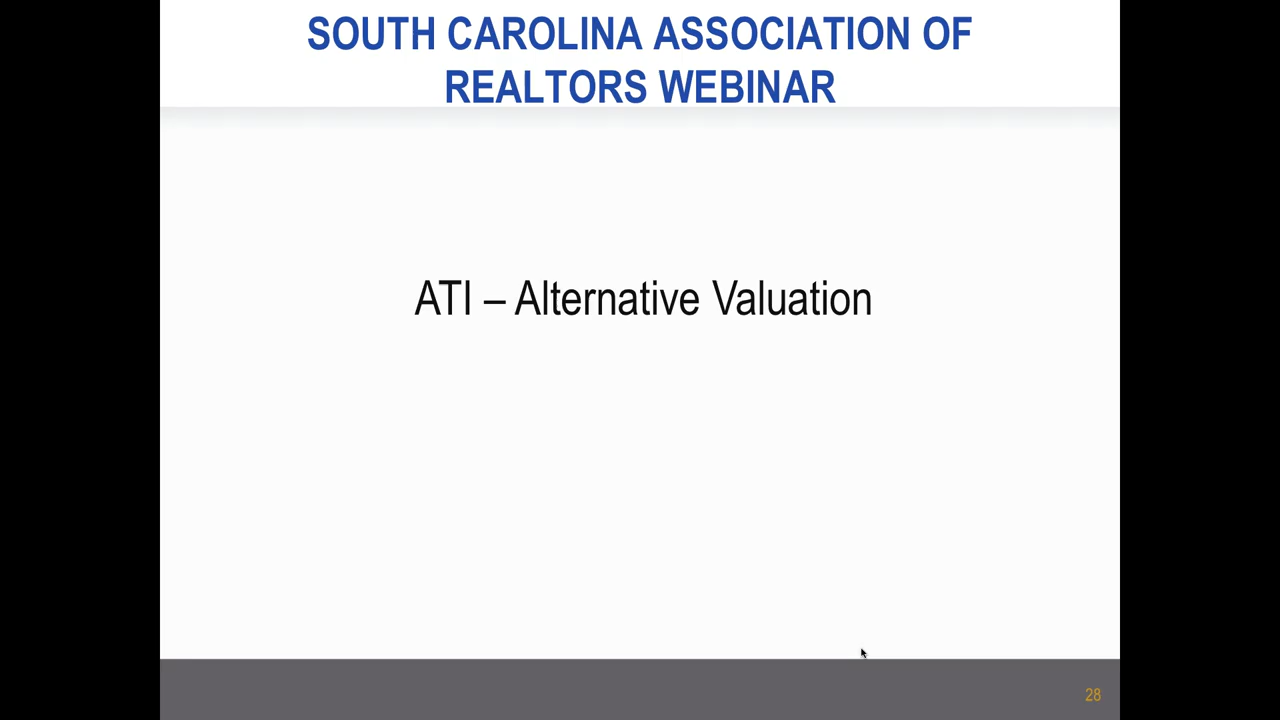 SOUTH CAROLINA ASSOCIATION OF
REALTORS WEBINAR
ATI – Alternative Valuation
28